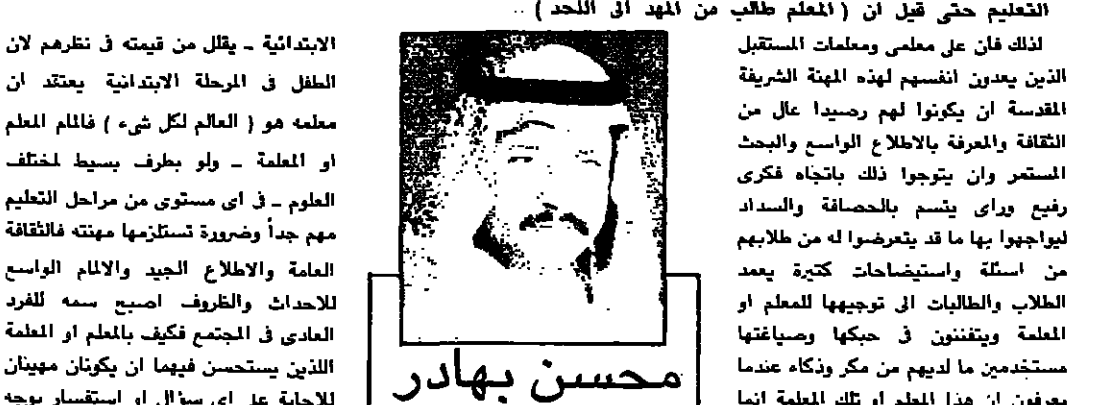 التعليم حتى قيل ان ( المعلم طالب من المهد الى اللحد ) ..
لذلك فان على معلمى ومعلمات المستقبل
الذين يعدون انفسهم لهذه المهنة الشريفة
المقدسة ان يكونوا لهم رصيدا عال من
الثقافة والمعرفة بالاطلاع الواسع والبحث
المستمر وان يتوجوا ذلك باتجاه فكرى
رفيع وراى يتسم بالحصافة والسداد
ليواجهوا بها ما قد يتعرضوا له من طلابهم
من اسئلة واستيضاحات كثيرة يعمد
الطلاب والطالبات الى توجيهها للمعلم او
المعلمة ويتفننون فى حبكها وصياغتها
مستخدمين ما لديهم من مكر وذكاء عندما
يعرفون ان هذا المعلم او تلك المعلمة انما
محسن بهادر
الابتدائية ـ يقلل من قيمته فى نظرهم لان
الطفل فى المرحلة الابتدانية يعتقد ان
معلمه هو ( العالم لكل شىء ) فالمام المعلم
او المعلمة ـ ولو بطرف بسيط لمختلف
العلوم ـ فى اى مستوى من مراحل التعليم
مهم جداً وضرورة تستلزمها مهنته فالثقافة
العامة والاطلاع الجيد والالمام الواسع
للاحداث والظروف اصبح سمه للفرد
العادى فى المجتمع فكيف بالمعلم او المعلمة
اللذين يستحسن فيهما ان يكونان مهيئان
للاجابة على اى سؤال او استفسار يوجه